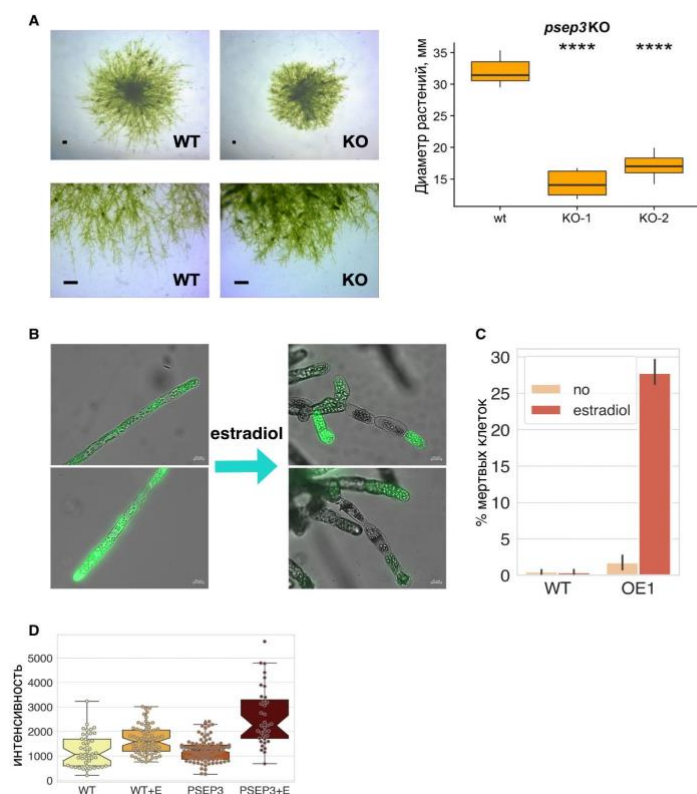 A
WT
KO
WT
KO
psep3KO
**** ****
Диаметр растений, мм
35
30
25
20
15
wt KO-1 KO-2
B
estradiol
C
% мертвых клеток
30
25
20
15
10
5
0
no
estradiol
WT OE1
D
интенсивность
5000
4000
3000
2000
1000
0
WT WT+E PSEP3 PSEP3+E